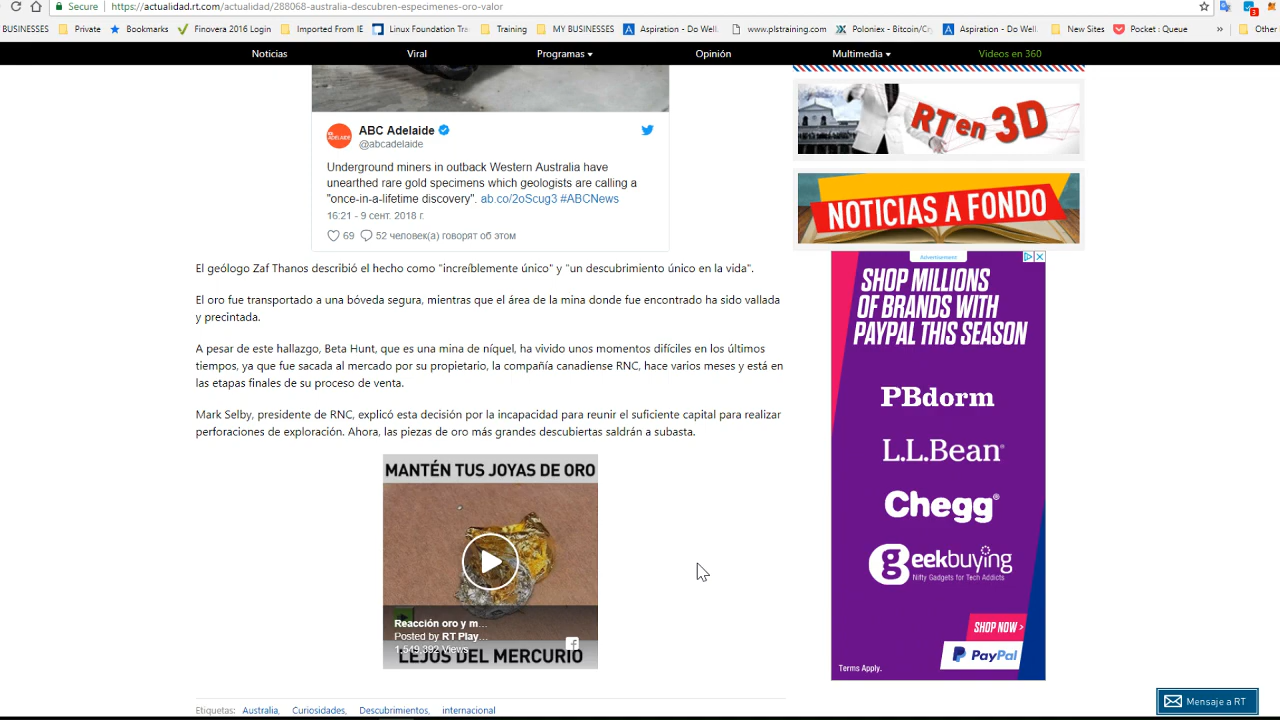 Secure https://actualidad.rt.com/actualidad/288068-australia-descubren-especimenes-oro-valor
BUSINESSES Private Bookmarks Finovera 2016 Login Imported From IE Linux Foundation Tra Training MY BUSINESSES Aspiration - Do Well. www.plstraining.com Poloniex - Bitcoin/Cry Aspiration - Do Well. New Sites Pocket : Queue » Other
Noticias Viral Programas Opinión Multimedia Videos en 360
ABC Adelaide
@abcadelaide
Underground miners in outback Western Australia have
unearthed rare gold specimens which geologists are calling a
"once-in-a-lifetime discovery". ab.co/2oScug3 #ABCNews
16:21 - 9 сент. 2018 г.
69 52 человек(а) говорят об этом
El geólogo Zaf Thanos describió el hecho como "increíblemente único" y "un descubrimiento único en la vida".
El oro fue transportado a una bóveda segura, mientras que el área de la mina donde fue encontrado ha sido vallada
y precintada.
A pesar de este hallazgo, Beta Hunt, que es una mina de níquel, ha vivido unos momentos difíciles en los últimos
tiempos, ya que fue sacada al mercado por su propietario, la compañía canadiense RNC, hace varios meses y está en
las etapas finales de su proceso de venta.
Mark Selby, presidente de RNC, explicó esta decisión por la incapacidad para reunir el suficiente capital para realizar
perforaciones de exploración. Ahora, las piezas de oro más grandes descubiertas saldrán a subasta.
MANTÉN TUS JOYAS DE ORO
Reacción oro y m...
Posted by RT Play...
1,549,392 Views
LEJOS DEL MERCURIO
Etiquetas: Australia, Curiosidades, Descubrimientos, internacional
RT en 3D
NOTICIAS A FONDO
Advertisement
SHOP MILLIONS
OF BRANDS WITH
PAYPAL THIS SEASON
PBdorm
L.L.Bean
Chegg
geekbuying
Nifty Gadgets for Tech Addicts
SHOP NOW >
PayPal
Terms Apply.
Mensaje a RT